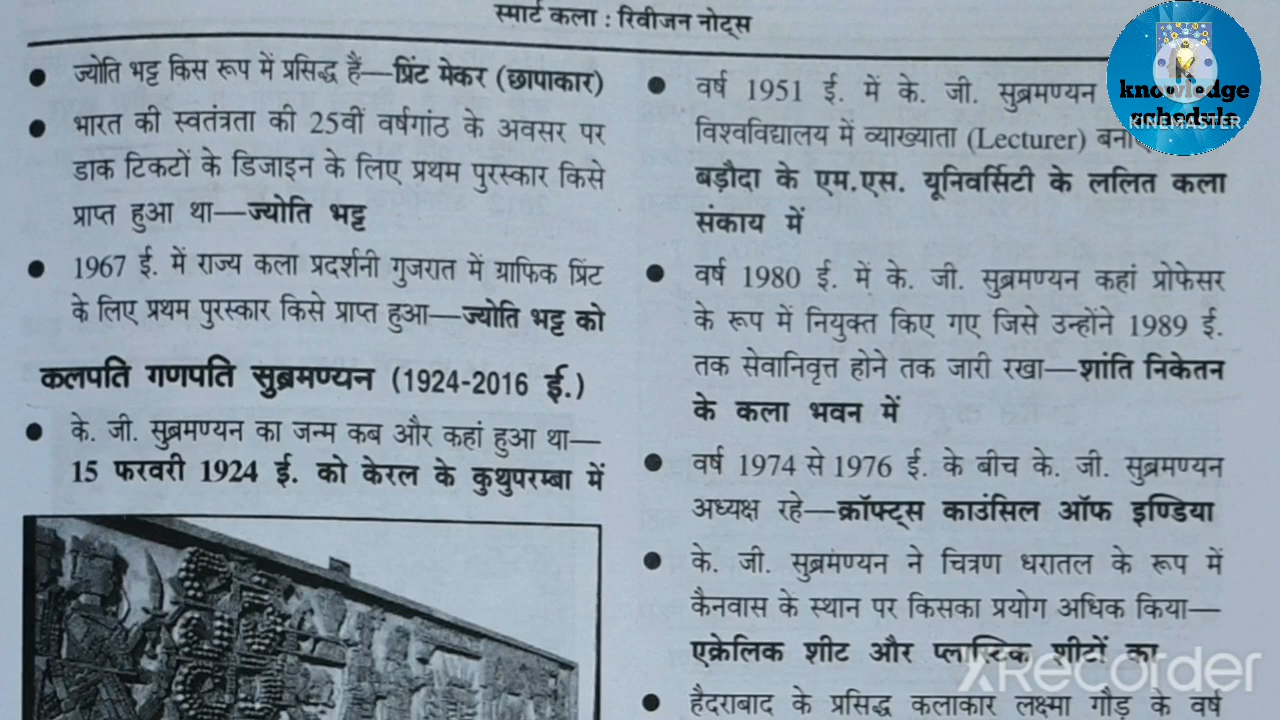 स्मार्ट कला : रिवीजन नोट्स
● ज्योति भट्ट किस रूप में प्रसिद्ध हैं—प्रिंट मेकर (छापाकार)
● भारत की स्वतंत्रता की 25वीं वर्षगांठ के अवसर पर
डाक टिकटों के डिजाइन के लिए प्रथम पुरस्कार किसे
प्राप्त हुआ था—ज्योति भट्ट
● 1967 ई. में राज्य कला प्रदर्शनी गुजरात में ग्राफिक प्रिंट
के लिए प्रथम पुरस्कार किसे प्राप्त हुआ—ज्योति भट्ट को
कलपति गणपति सुब्रमण्यन (1924-2016 ई.)
● के. जी. सुब्रमण्यन का जन्म कब और कहां हुआ था—
15 फरवरी 1924 ई. को केरल के कुथुपरम्बा में
● वर्ष 1951 ई. में के. जी. सुब्रमण्यन
विश्वविद्यालय में व्याख्याता (Lecturer)
बड़ौदा के एम.एस. यूनिवर्सिटी के ललित कला
संकाय में
● वर्ष 1980 ई. में के. जी. सुब्रमण्यन कहां प्रोफेसर
के रूप में नियुक्त किए गए जिसे उन्होंने 1989 ई.
तक सेवानिवृत्त होने तक जारी रखा—शांति निकेतन
के कला भवन में
● वर्ष 1974 से 1976 ई. के बीच के. जी. सुब्रमण्यन
अध्यक्ष रहे—क्रॉफ्ट्स काउंसिल ऑफ इण्डिया
● के. जी. सुब्रमण्यन ने चित्रण धरातल के रूप में
कैनवास के स्थान पर किसका प्रयोग अधिक किया—
एक्रेलिक शीट और प्लास्टिक शीटों का
● हैदराबाद के प्रसिद्ध कलाकार लक्ष्मा गौड़ के वर्ष
knowledge
schedule
KINEMASTER
XRecorder